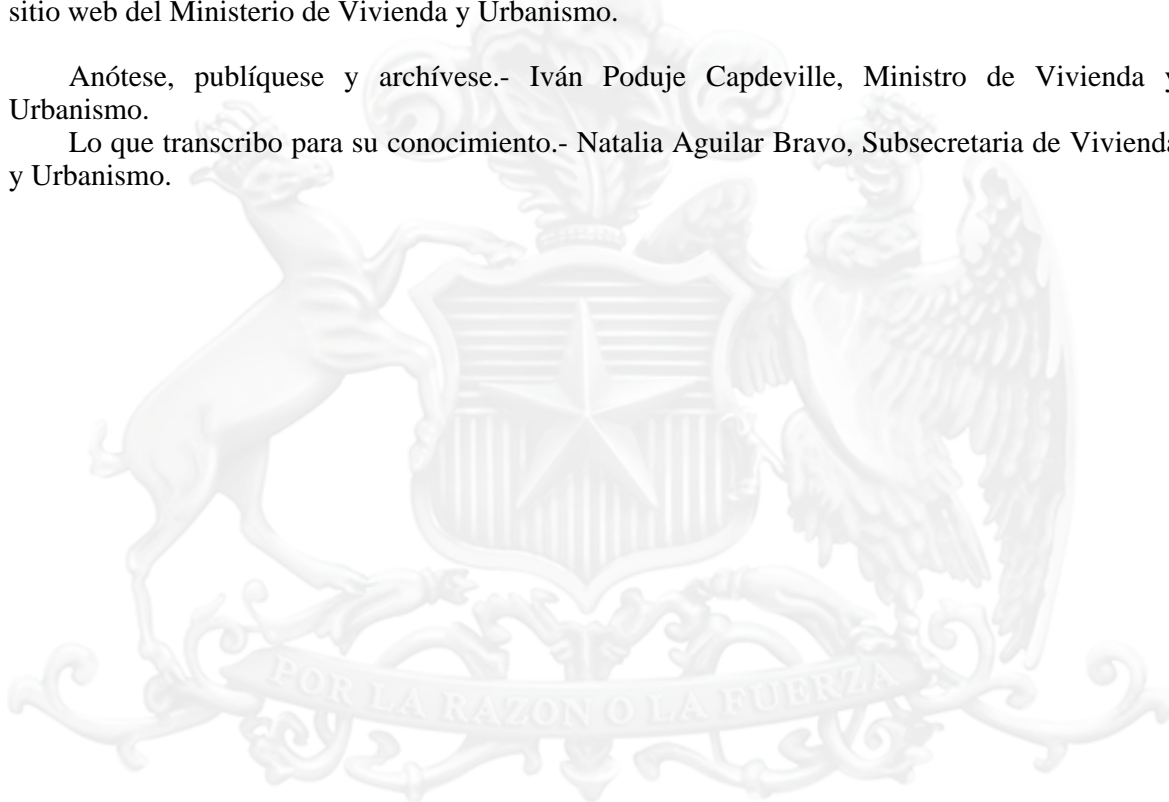 sitio web del Ministerio de Vivienda y Urbanismo.
Anótese, publíquese y archívese.- Iván Poduje Capdeville, Ministro de Vivienda y
Urbanismo.
Lo que transcribo para su conocimiento.- Natalia Aguilar Bravo, Subsecretaria de Vivienda
y Urbanismo.
POR LA RAZON O LA FUERZA